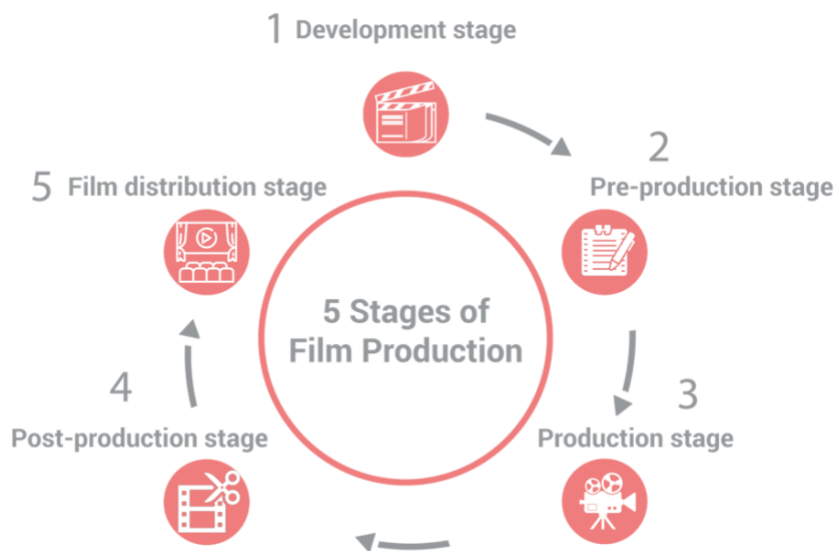 1 Development stage
2
Pre-production stage
3
Production stage
4
Post-production stage
5 Film distribution stage
5 Stages of
Film Production